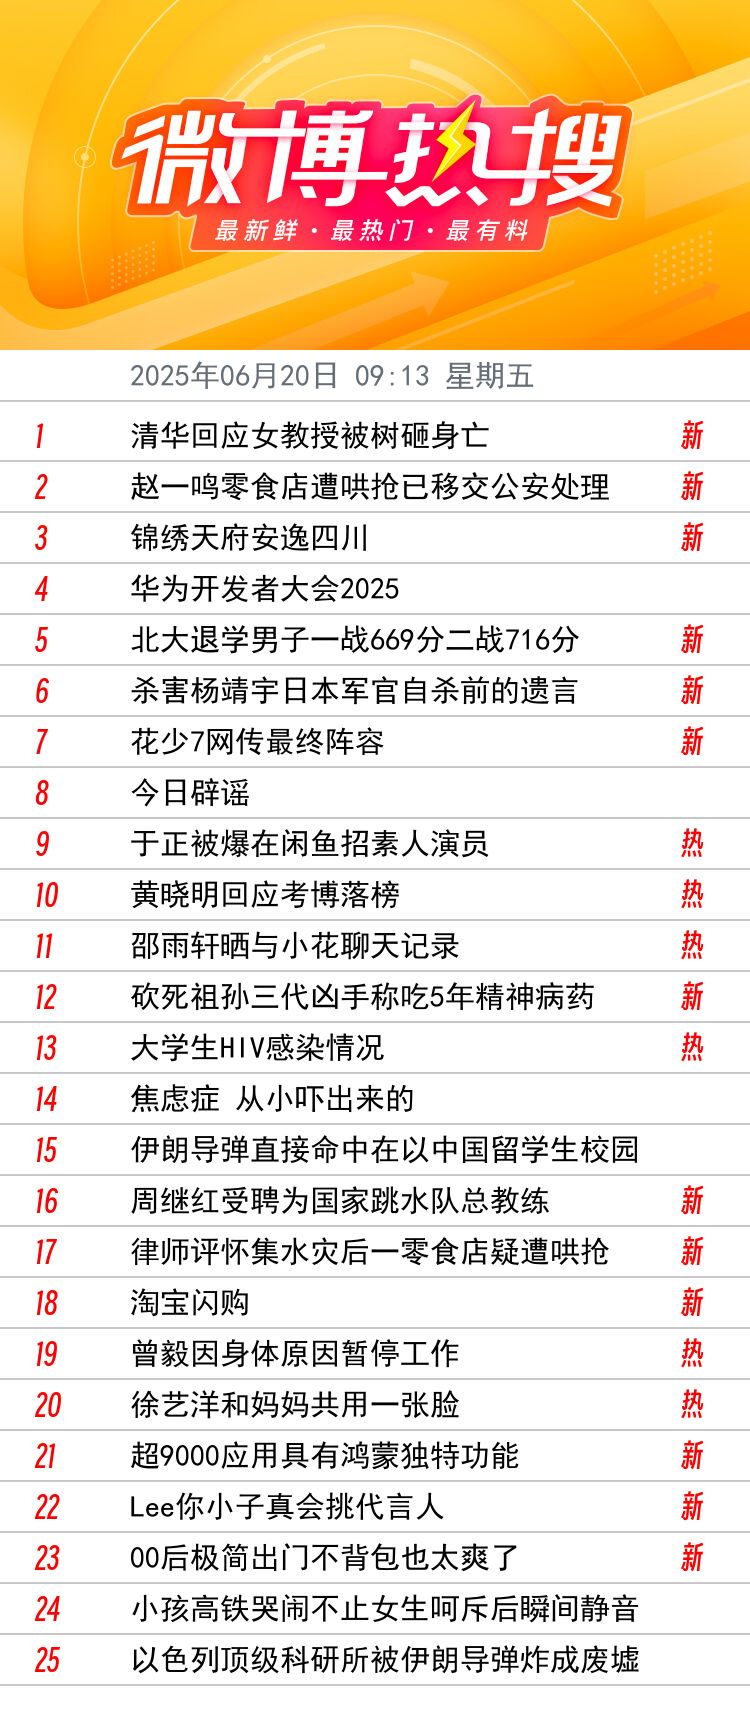 微博热搜
最新鲜·最热门·最有料
2025年06月20日 09:13 星期五
1 清华回应女教授被树砸身亡 新
2 赵一鸣零食店遭哄抢已移交公安处理 新
3 锦绣天府安逸四川 新
4 华为开发者大会2025
5 北大退学男子一战669分二战716分 新
6 杀害杨靖宇日本军官自杀前的遗言 新
7 花少7网传最终阵容 新
8 今日辟谣
9 于正被爆在闲鱼招素人演员 热
10 黄晓明回应考博落榜 热
11 邵雨轩晒与小花聊天记录 热
12 砍死祖孙三代凶手称吃5年精神病药 新
13 大学生HIV感染情况 热
14 焦虑症 从小吓出来的
15 伊朗导弹直接命中在以中国留学生校园
16 周继红受聘为国家跳水队总教练 新
17 律师评怀集水灾后一零食店疑遭哄抢 新
18 淘宝闪购 新
19 曾毅因身体原因暂停工作 热
20 徐艺洋和妈妈共用一张脸 热
21 超9000应用具有鸿蒙独特功能 新
22 Lee你小子真会挑代言人 新
23 00后极简出门不背包也太爽了 新
24 小孩高铁哭闹不止女生呵斥后瞬间静音
25 以色列顶级科研所被伊朗导弹炸成废墟